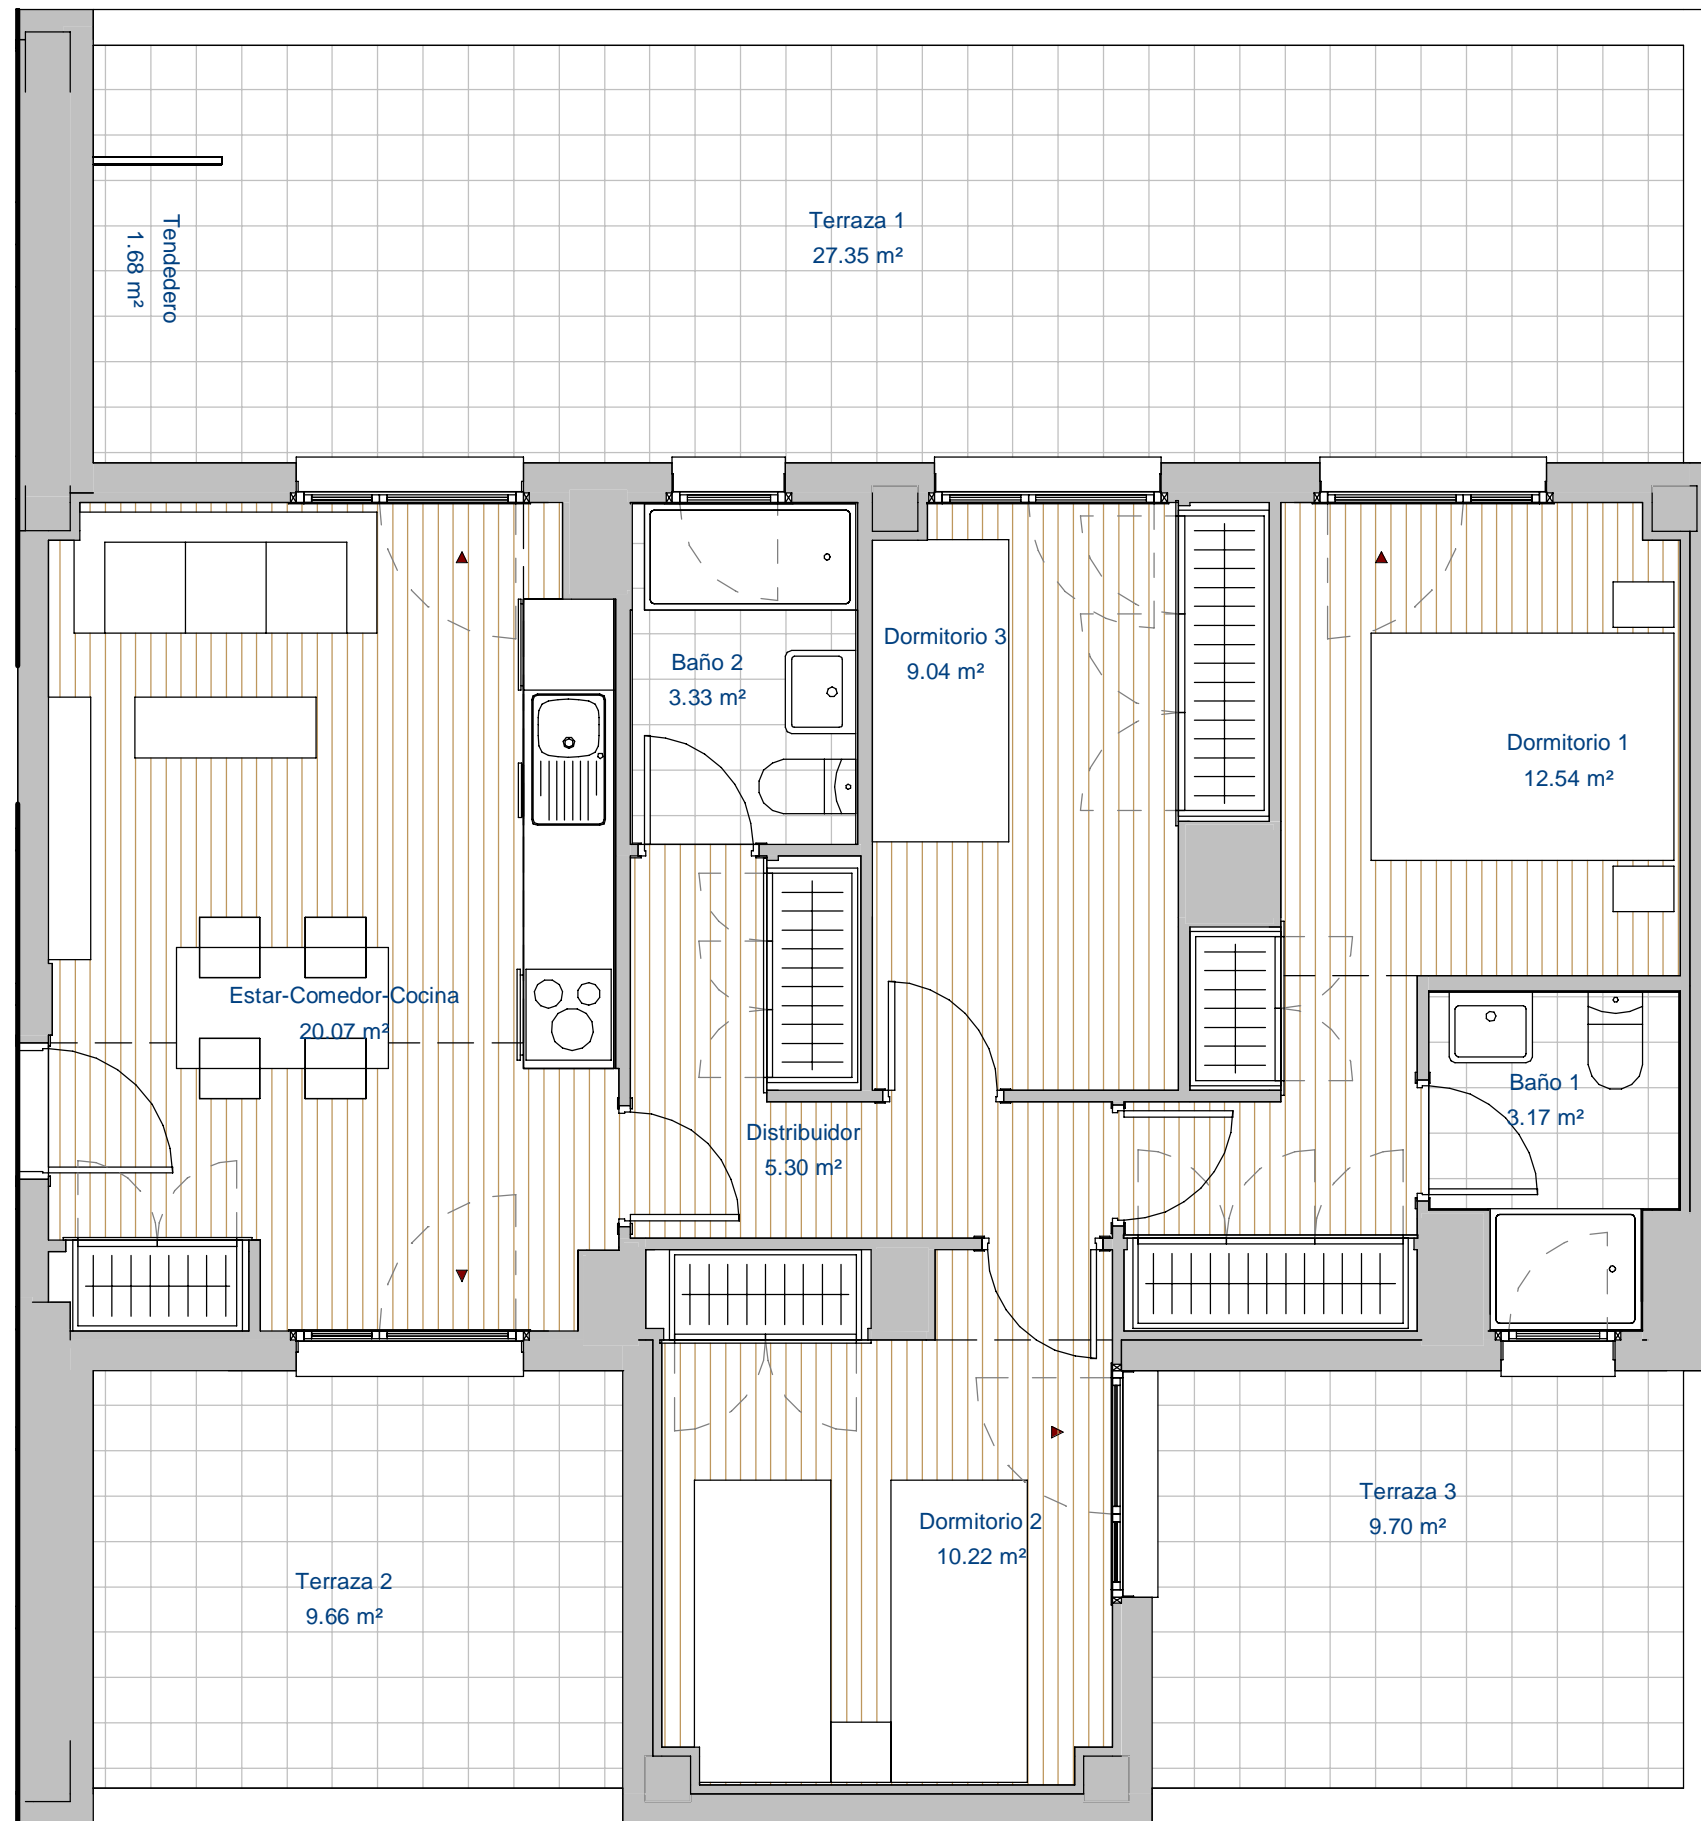 Terraza 1
27.35 m²
Tendedero
1.68 m²
Dormitorio 3
9.04 m²
Baño 2
3.33 m²
Dormitorio 1
12.54 m²
Estar-Comedor-Cocina
20.07 m²
Baño 1
3.17 m²
Distribuidor
5.30 m²
Terraza 3
9.70 m²
Dormitorio 2
10.22 m²
Terraza 2
9.66 m²